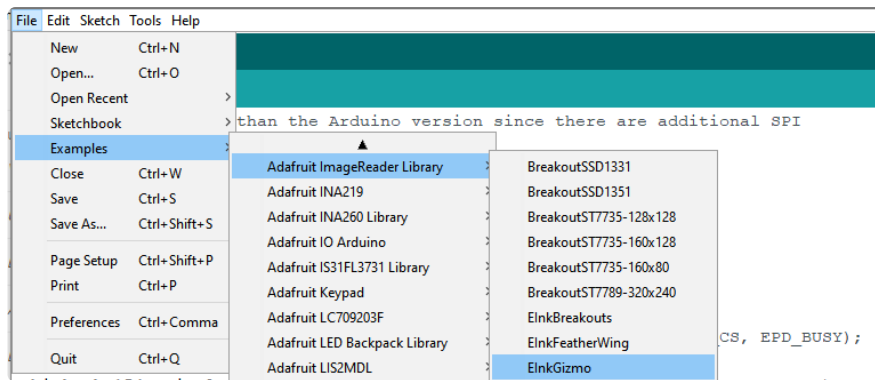 File Edit Sketch Tools Help
New Ctrl+N
Open... Ctrl+O
Open Recent
Sketchbook
Examples
Close Ctrl+W
Save Ctrl+S
Save As... Ctrl+Shift+S
Page Setup Ctrl+Shift+P
Print Ctrl+P
Preferences Ctrl+Comma
Quit Ctrl+Q
than the Arduino version since there are additional SPI
Adafruit ImageReader Library
Adafruit INA219
Adafruit INA260 Library
Adafruit IO Arduino
Adafruit IS31FL3731 Library
Adafruit Keypad
Adafruit LC709203F
Adafruit LED Backpack Library
Adafruit LIS2MDL
BreakoutSSD1331
BreakoutSSD1351
BreakoutST7735-128x128
BreakoutST7735-160x128
BreakoutST7735-160x80
BreakoutST7789-320x240
EInkBreakouts
EInkFeatherWing
EInkGizmo
CS, EPD_BUSY);